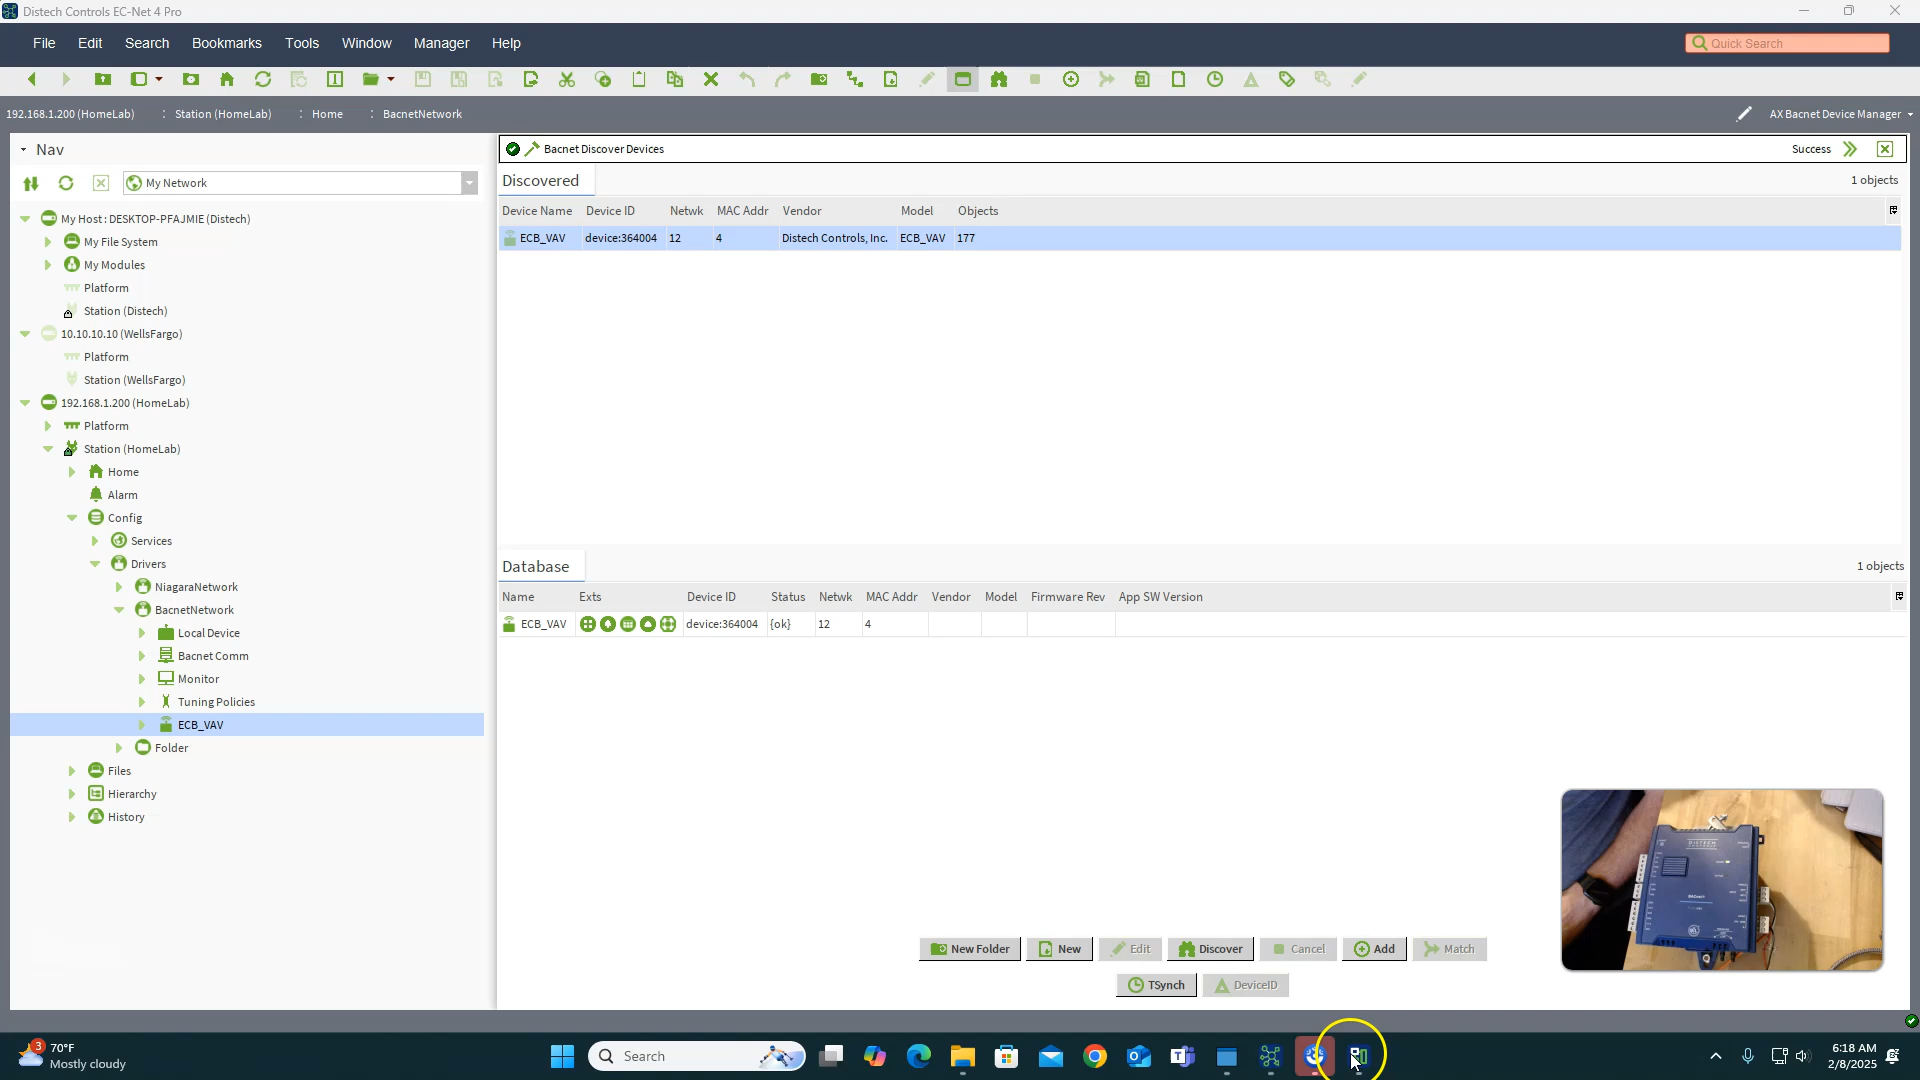 Distech Controls EC-Net 4 Pro
File Edit Search Bookmarks Tools Window Manager Help
Quick Search
192.168.1.200 (HomeLab) : Station (HomeLab) : Home : BacnetNetwork
AX Bacnet Device Manager
Nav
My Network
My Host : DESKTOP-PFAJMIE (Distech)
My File System
My Modules
Platform
Station (Distech)
10.10.10.10 (WellsFargo)
Platform
Station (WellsFargo)
192.168.1.200 (HomeLab)
Platform
Station (HomeLab)
Home
Alarm
Config
Services
Drivers
NiagaraNetwork
BacnetNetwork
Local Device
Bacnet Comm
Monitor
Tuning Policies
ECB_VAV
Folder
Files
Hierarchy
History
Bacnet Discover Devices
Success
Discovered
1 objects
Device Name Device ID Netwk MAC Addr Vendor Model Objects
ECB_VAV device:364004 12 4 Distech Controls, Inc. ECB_VAV 177
Database
1 objects
Name Exts Device ID Status Netwk MAC Addr Vendor Model Firmware Rev App SW Version
ECB_VAV device:364004 {ok} 12 4
New Folder New Edit Discover Cancel Add Match
TSynch DeviceID
DISTECH
CONTROLS
BACnet
3
70°F
Mostly cloudy
Search
6:18 AM
2/8/2025